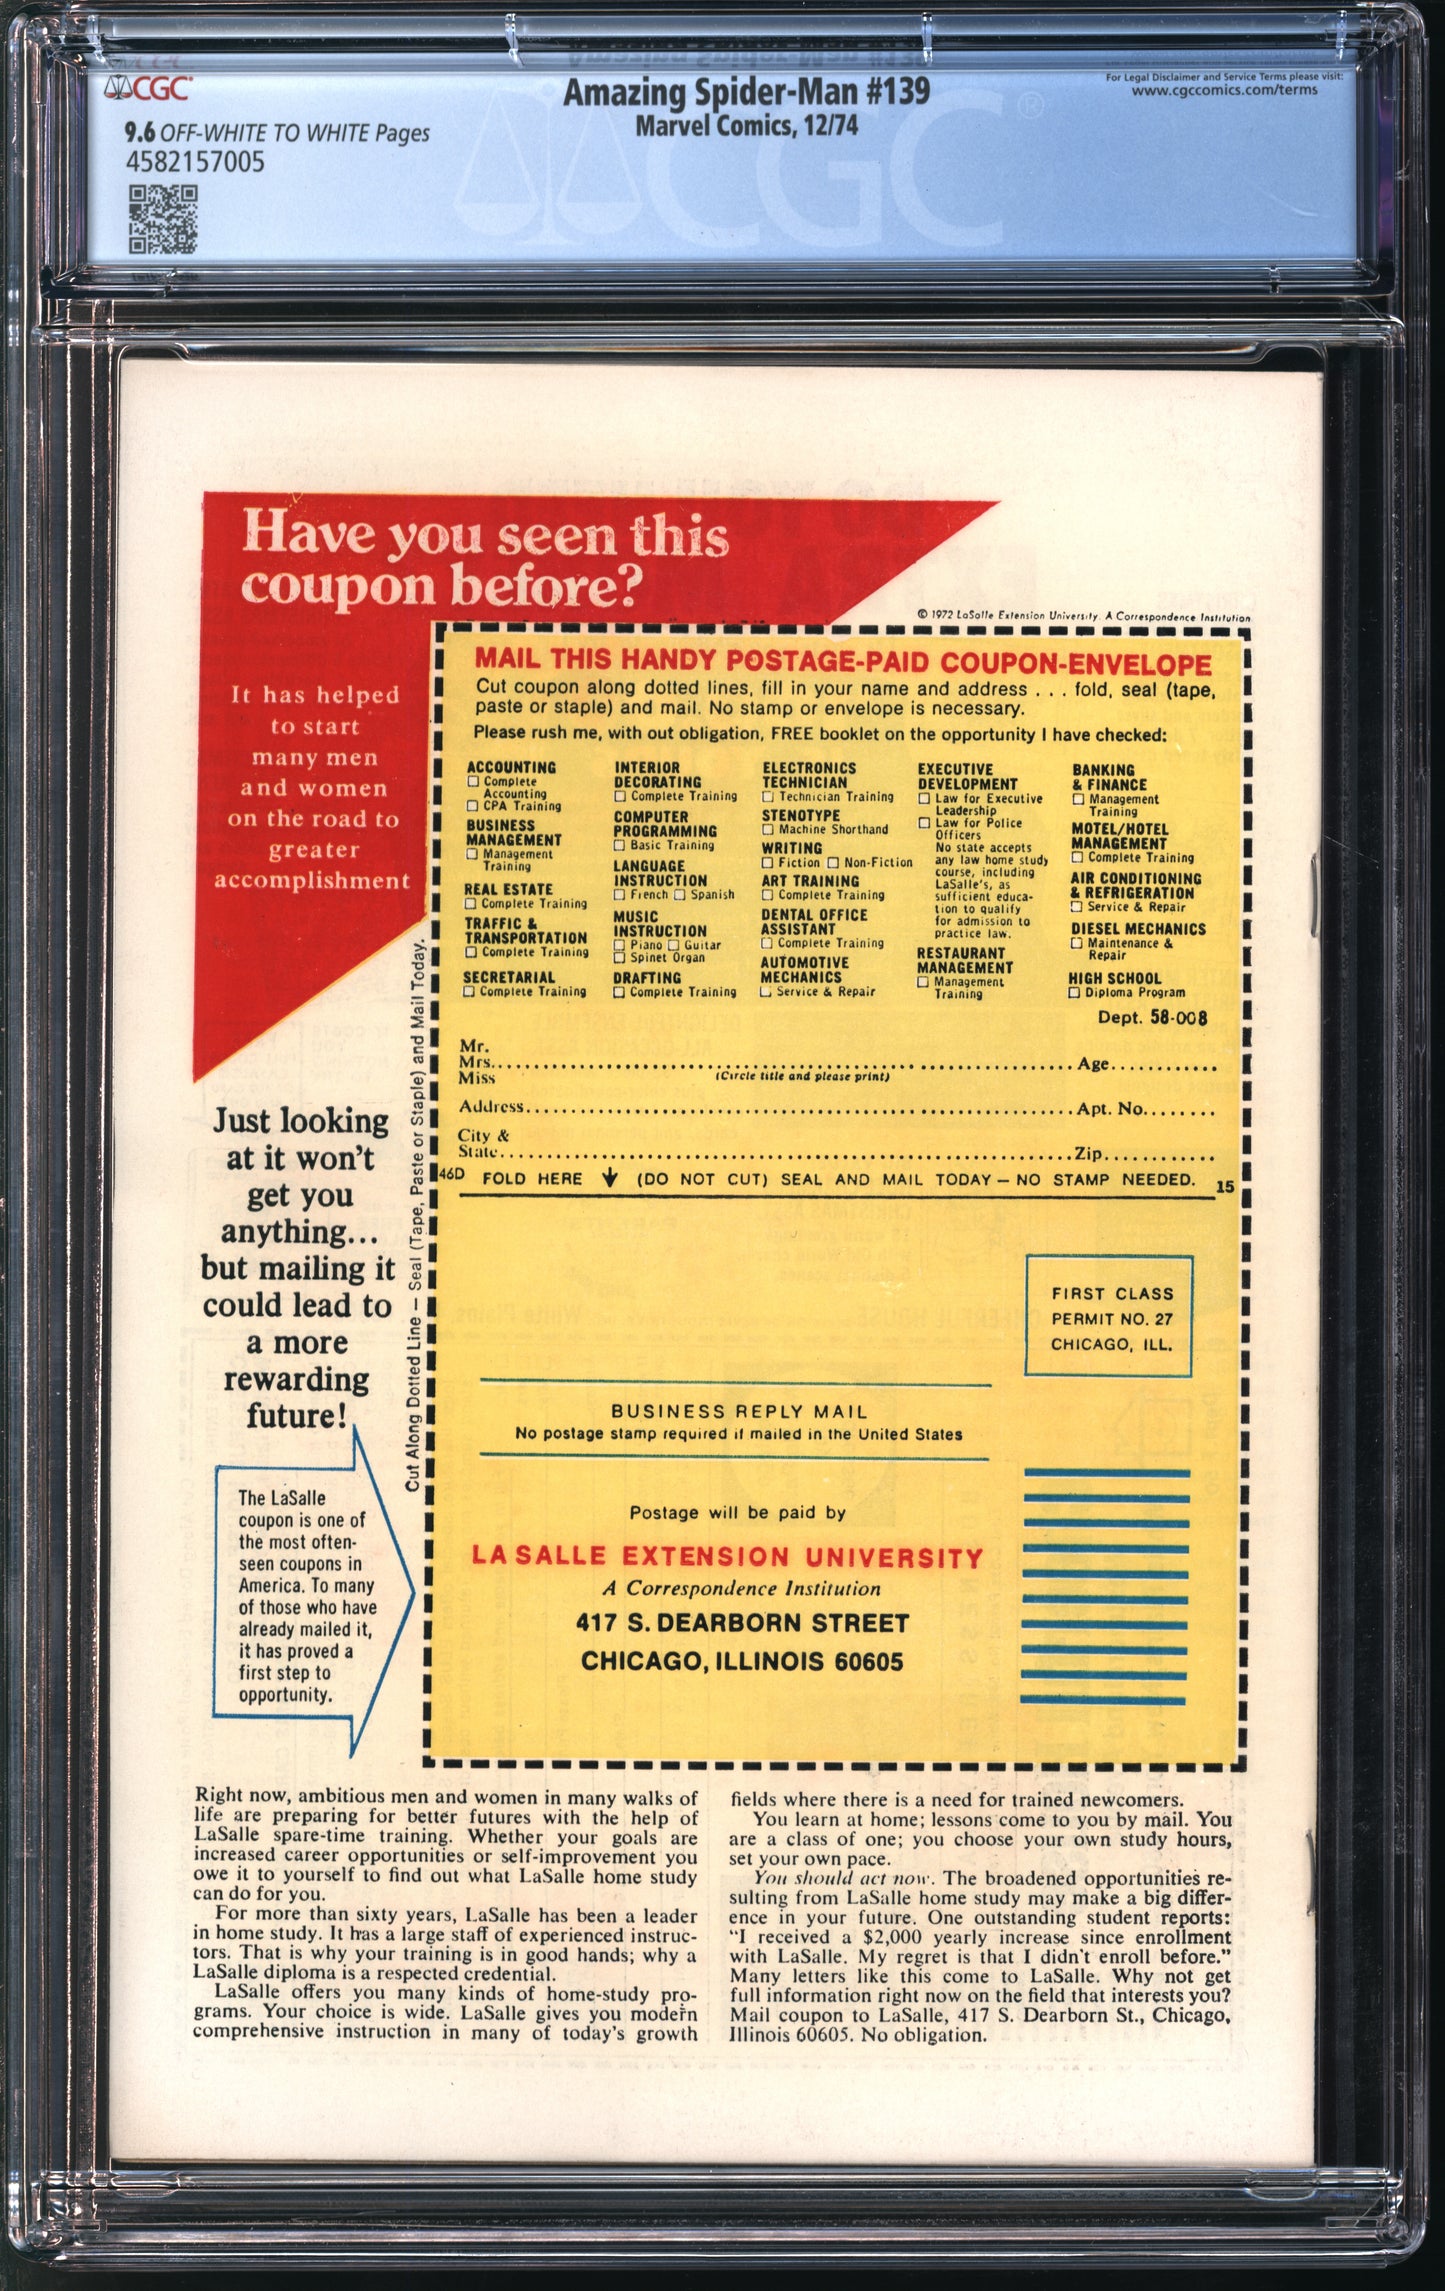 CGC
Amazing Spider-Man #139
Marvel Comics, 12/74
For Legal Disclaimer and Service Terms please visit:
www.cgccomics.com/terms
9.6 OFF-WHITE TO WHITE Pages
4582157005
CGC
Have you seen this
coupon before?
© 1972 LaSalle Extension University. A Correspondence Institution
It has helped
to start
many men
and women
on the road to
greater
accomplishment
MAIL THIS HANDY POSTAGE-PAID COUPON-ENVELOPE
Cut coupon along dotted lines, fill in your name and address . . . fold, seal (tape,
paste or staple) and mail. No stamp or envelope is necessary.
Please rush me, with out obligation, FREE booklet on the opportunity I have checked:
ACCOUNTING
☐ Complete
Accounting
☐ CPA Training
BUSINESS
MANAGEMENT
☐ Management
Training
REAL ESTATE
☐ Complete Training
TRAFFIC &
TRANSPORTATION
☐ Complete Training
SECRETARIAL
☐ Complete Training
INTERIOR
DECORATING
☐ Complete Training
COMPUTER
PROGRAMMING
☐ Basic Training
LANGUAGE
INSTRUCTION
☐ French ☐ Spanish
MUSIC
INSTRUCTION
☐ Piano ☐ Guitar
☐ Spinet Organ
DRAFTING
☐ Complete Training
ELECTRONICS
TECHNICIAN
☐ Technician Training
STENOTYPE
☐ Machine Shorthand
WRITING
☐ Fiction ☐ Non-Fiction
ART TRAINING
☐ Complete Training
DENTAL OFFICE
ASSISTANT
☐ Complete Training
AUTOMOTIVE
MECHANICS
☐ Service & Repair
EXECUTIVE
DEVELOPMENT
☐ Law for Executive
Leadership
☐ Law for Police
Officers
No state accepts
any law home study
course, including
LaSalle's, as
sufficient educa-
tion to qualify
for admission to
practice law.
RESTAURANT
MANAGEMENT
☐ Management
Training
BANKING
& FINANCE
☐ Management
Training
MOTEL/HOTEL
MANAGEMENT
☐ Complete Training
AIR CONDITIONING
& REFRIGERATION
☐ Service & Repair
DIESEL MECHANICS
☐ Maintenance &
Repair
HIGH SCHOOL
☐ Diploma Program
Dept. 58-008
Mr.
Mrs. Age
Miss (Circle title and please print)
Address Apt. No.
City &
State Zip
46D FOLD HERE ↓ (DO NOT CUT) SEAL AND MAIL TODAY – NO STAMP NEEDED. 15
Cut Along Dotted Line – Seal (Tape, Paste or Staple) and Mail Today.
Just looking
at it won't
get you
anything...
but mailing it
could lead to
a more
rewarding
future!
The LaSalle
coupon is one of
the most often-
seen coupons in
America. To many
of those who have
already mailed it,
it has proved a
first step to
opportunity.
FIRST CLASS
PERMIT NO. 27
CHICAGO, ILL.
BUSINESS REPLY MAIL
No postage stamp required if mailed in the United States
Postage will be paid by
LA SALLE EXTENSION UNIVERSITY
A Correspondence Institution
417 S. DEARBORN STREET
CHICAGO, ILLINOIS 60605
Right now, ambitious men and women in many walks of
life are preparing for better futures with the help of
LaSalle spare-time training. Whether your goals are
increased career opportunities or self-improvement you
owe it to yourself to find out what LaSalle home study
can do for you.
For more than sixty years, LaSalle has been a leader
in home study. It has a large staff of experienced instruc-
tors. That is why your training is in good hands; why a
LaSalle diploma is a respected credential.
LaSalle offers you many kinds of home-study pro-
grams. Your choice is wide. LaSalle gives you modern
comprehensive instruction in many of today's growth
fields where there is a need for trained newcomers.
You learn at home; lessons come to you by mail. You
are a class of one; you choose your own study hours,
set your own pace.
You should act now. The broadened opportunities re-
sulting from LaSalle home study may make a big differ-
ence in your future. One outstanding student reports:
"I received a $2,000 yearly increase since enrollment
with LaSalle. My regret is that I didn't enroll before."
Many letters like this come to LaSalle. Why not get
full information right now on the field that interests you?
Mail coupon to LaSalle, 417 S. Dearborn St., Chicago,
Illinois 60605. No obligation.